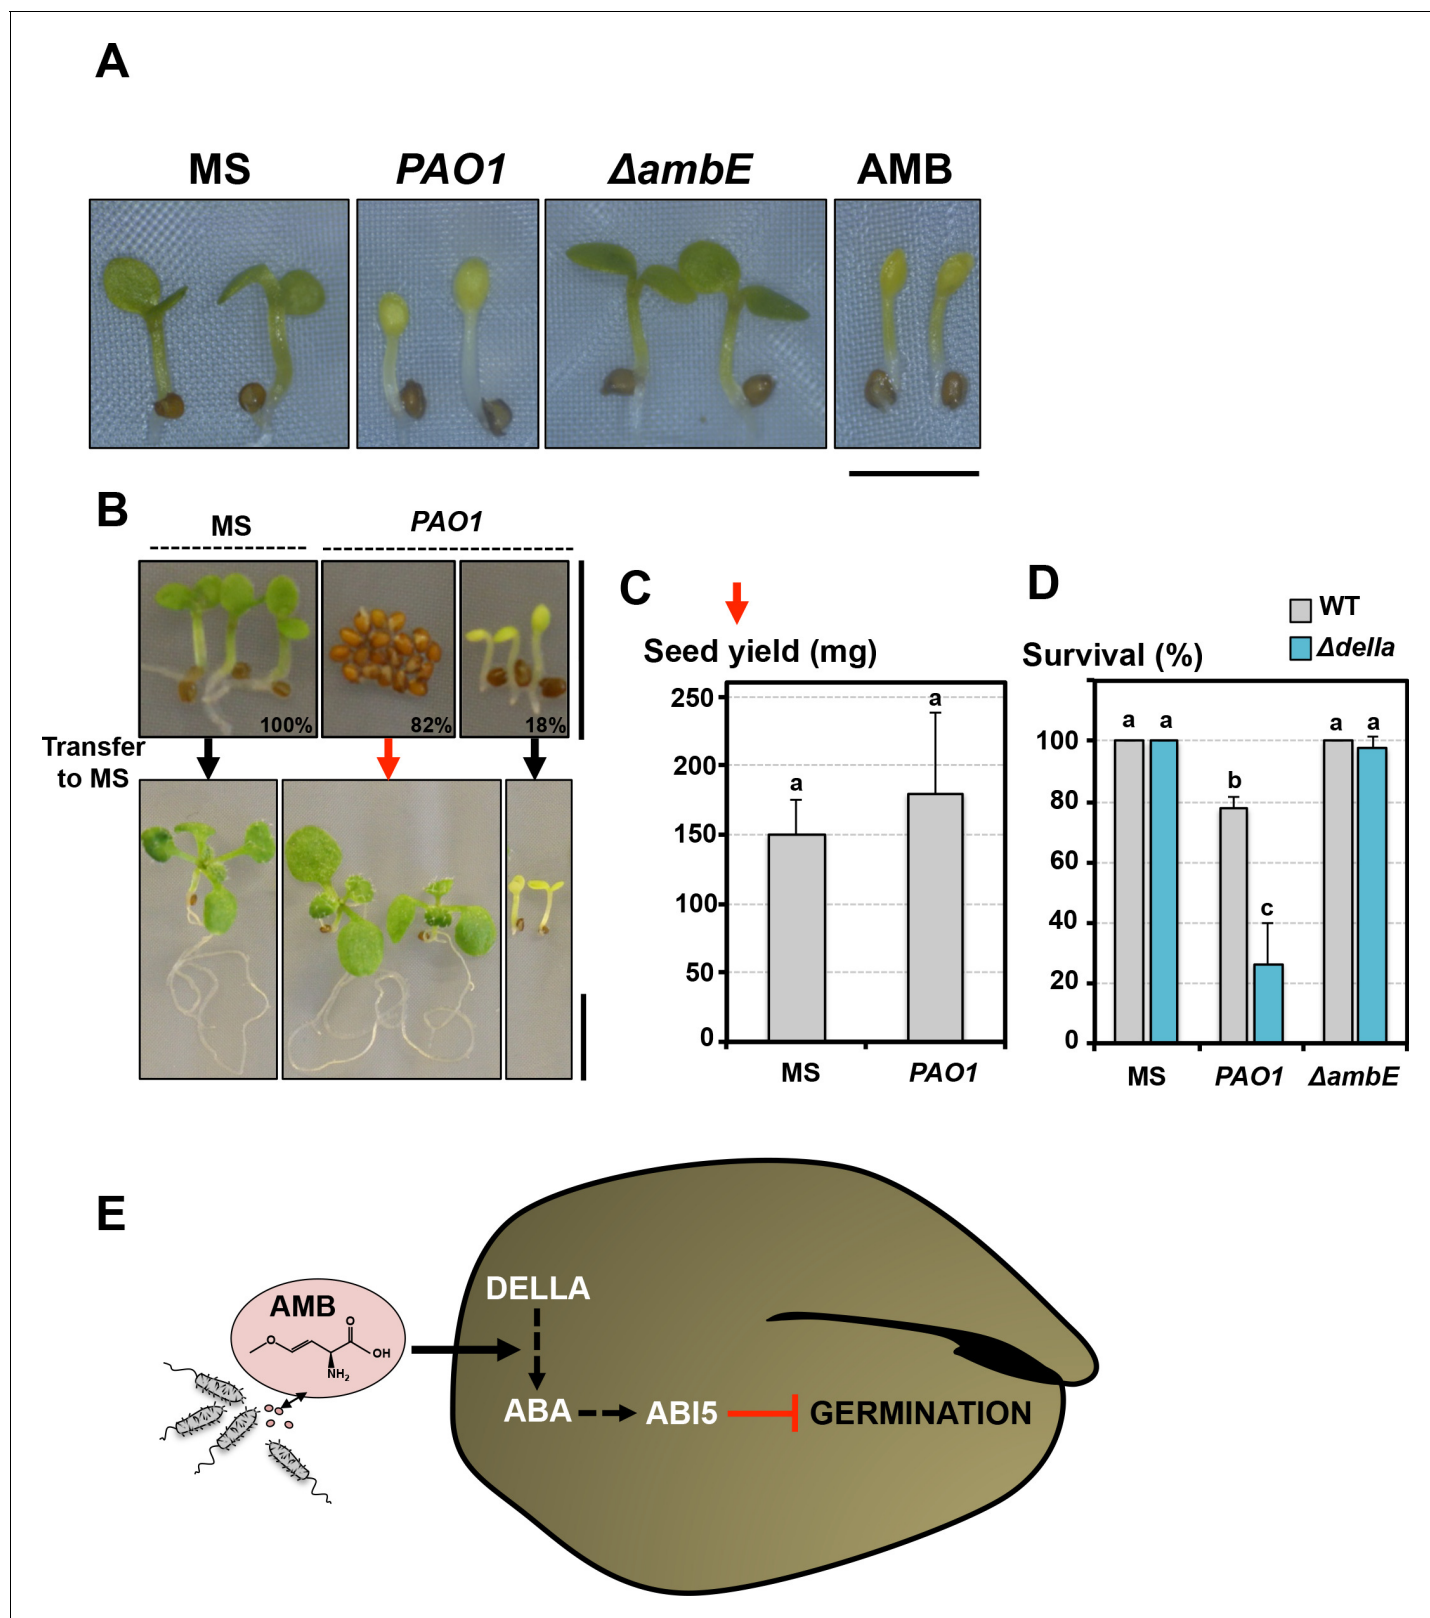 A
MS
PAO1
ΔambE
AMB
B
MS
PAO1
100%
82%
18%
Transfer
to MS
C
Seed yield (mg)
250
200
150
100
50
0
a
a
MS
PAO1
D
WT
Δdella
Survival (%)
100
80
60
40
20
0
a
a
b
c
a
a
MS
PAO1
ΔambE
E
AMB
O
O
OH
NH2
DELLA
ABA
ABI5
GERMINATION